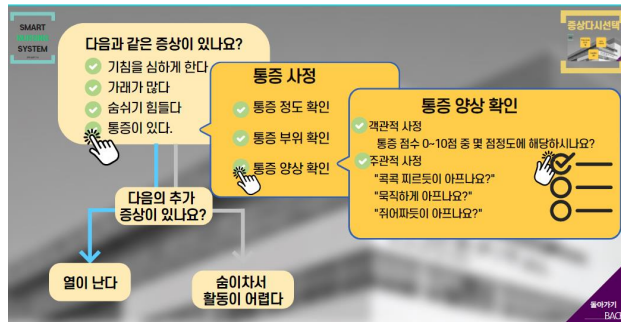 SMART
SYSTEM
다음과 같은 증상이 있나요?
기침을 심하게 한다
가래가 많다
숨쉬기 힘들다
통증이 있다.
통증 사정
통증 정도 확인
통증 부위 확인
통증 양상 확인
통증 양상 확인
객관적 사정
통증 점수 0~10점 중 몇 점정도에 해당하시나요?
주관적 사정
"콕콕 찌르듯이 아프나요?"
"묵직하게 아프나요?"
"쥐어짜듯이 아프나요?"
증상다시선택
다음의 추가
증상이 있나요?
열이 난다
숨이차서
활동이 어렵다
돌아가기
BACK